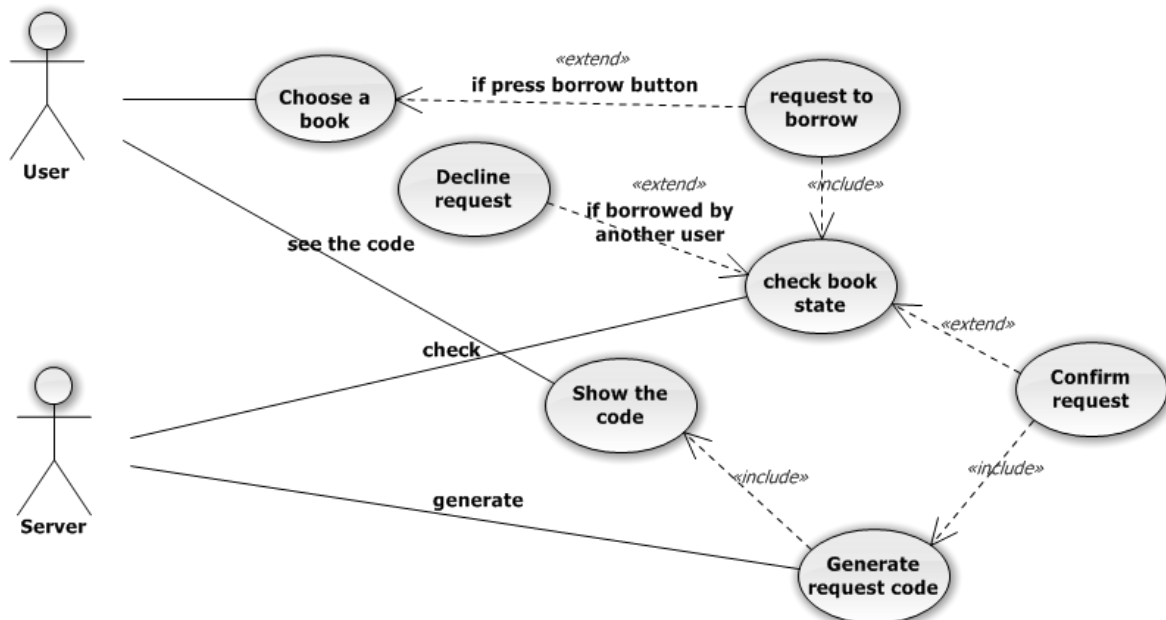 «extend»
if press borrow button
Choose a
book
request to
borrow
User
Decline
request
«extend»
if borrowed by
another user
«include»
see the code
check book
state
«extend»
check
Show the
code
Confirm
request
«include»
«include»
generate
Server
Generate
request code